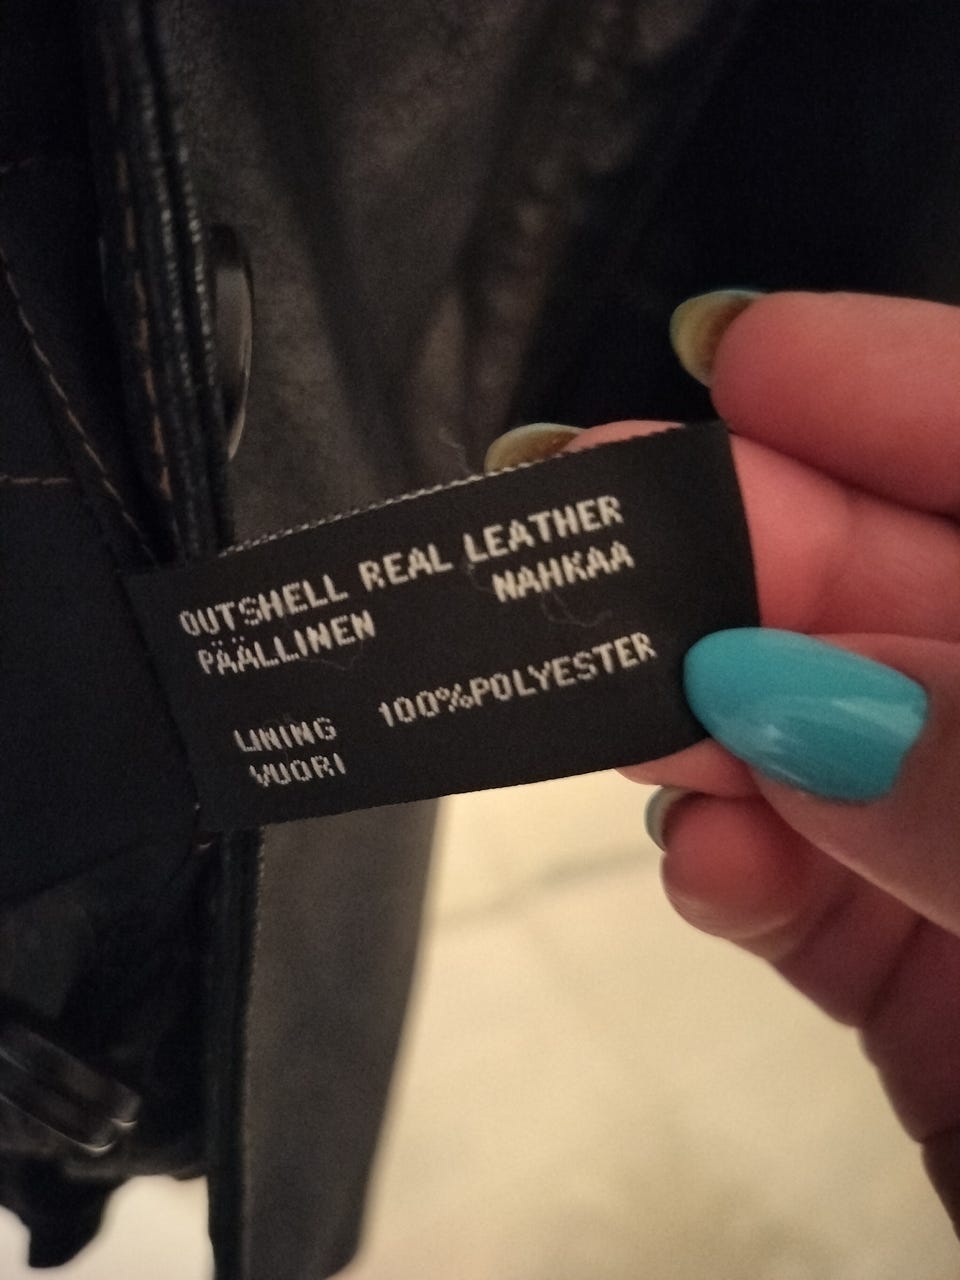 OUTSHELL REAL LEATHER
PÄÄLLINEN NAHKAA
LINING 100%POLYESTER
VUORI